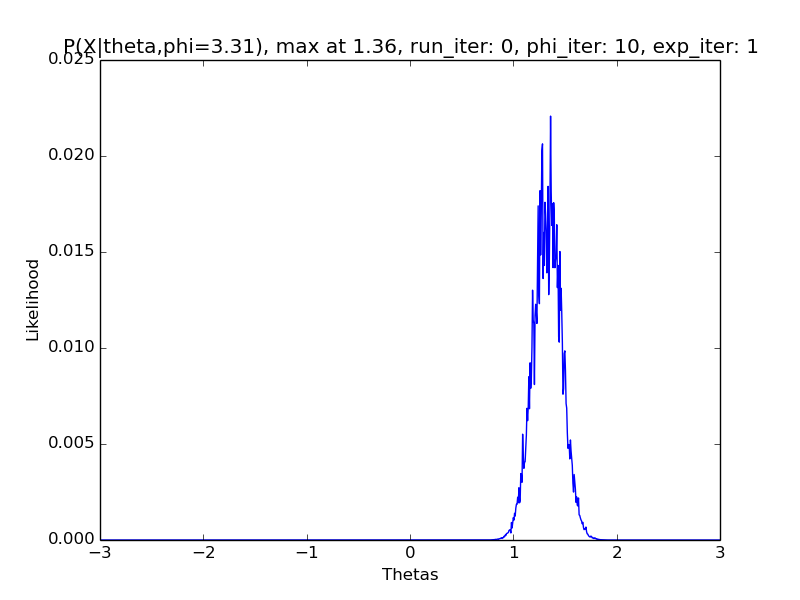 P(X|theta,phi=3.31), max at 1.36, run_iter: 0, phi_iter: 10, exp_iter: 1
0.025
0.020
0.015
0.010
0.005
0.000
Likelihood
−3 −2 −1 0 1 2 3
Thetas